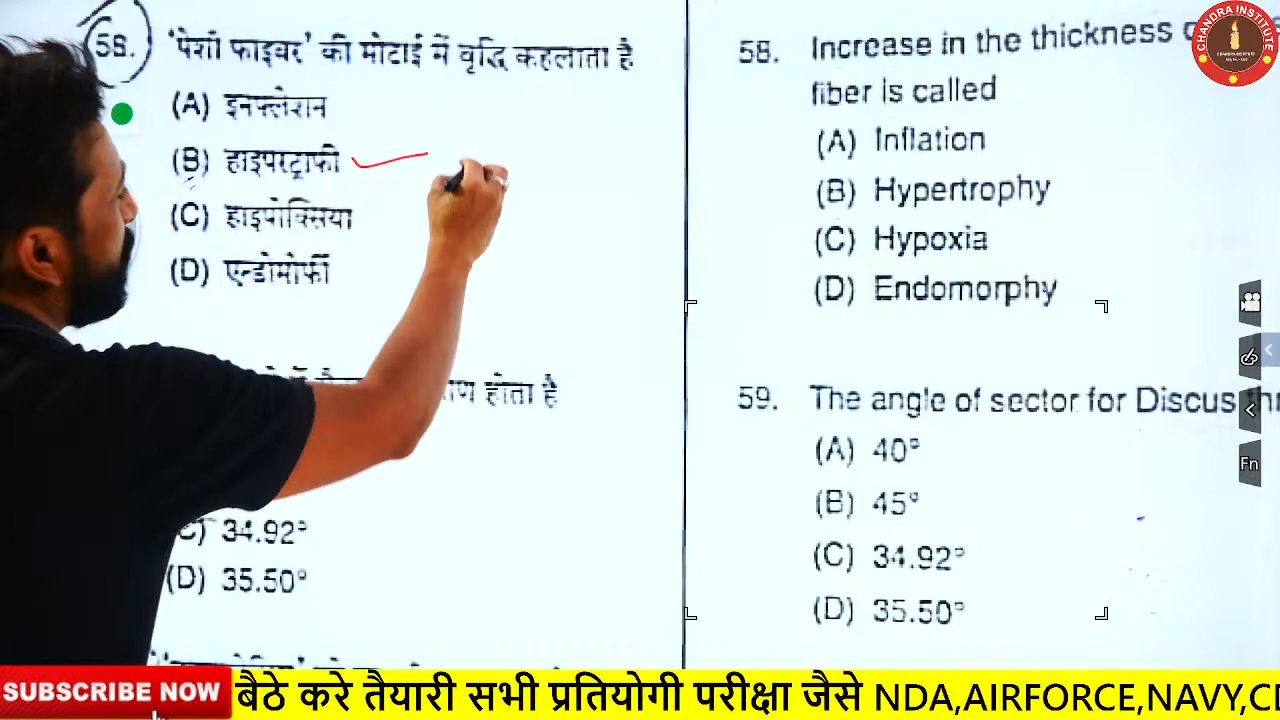 58.
'पेशी फाइबर' की मोटाई में वृद्धि कहलाता है
(A) इनफ्लेशन
(B) हाइपरट्राफी
(C) हाइपोक्सिया
(D) एन्डोमोर्फी
होता है
34.92°
(D) 35.50°
58. Increase in the thickness
fiber is called
(A) Inflation
(B) Hypertrophy
(C) Hypoxia
(D) Endomorphy
59. The angle of sector for Discus
(A) 40°
(B) 45°
(C) 34.92°
(D) 35.50°
CHANDRA INSTITUTE
CHANDRA INSTITUTE
Fn
SUBSCRIBE NOW
बैठे करे तैयारी सभी प्रतियोगी परीक्षा जैसे NDA,AIRFORCE,NAVY,